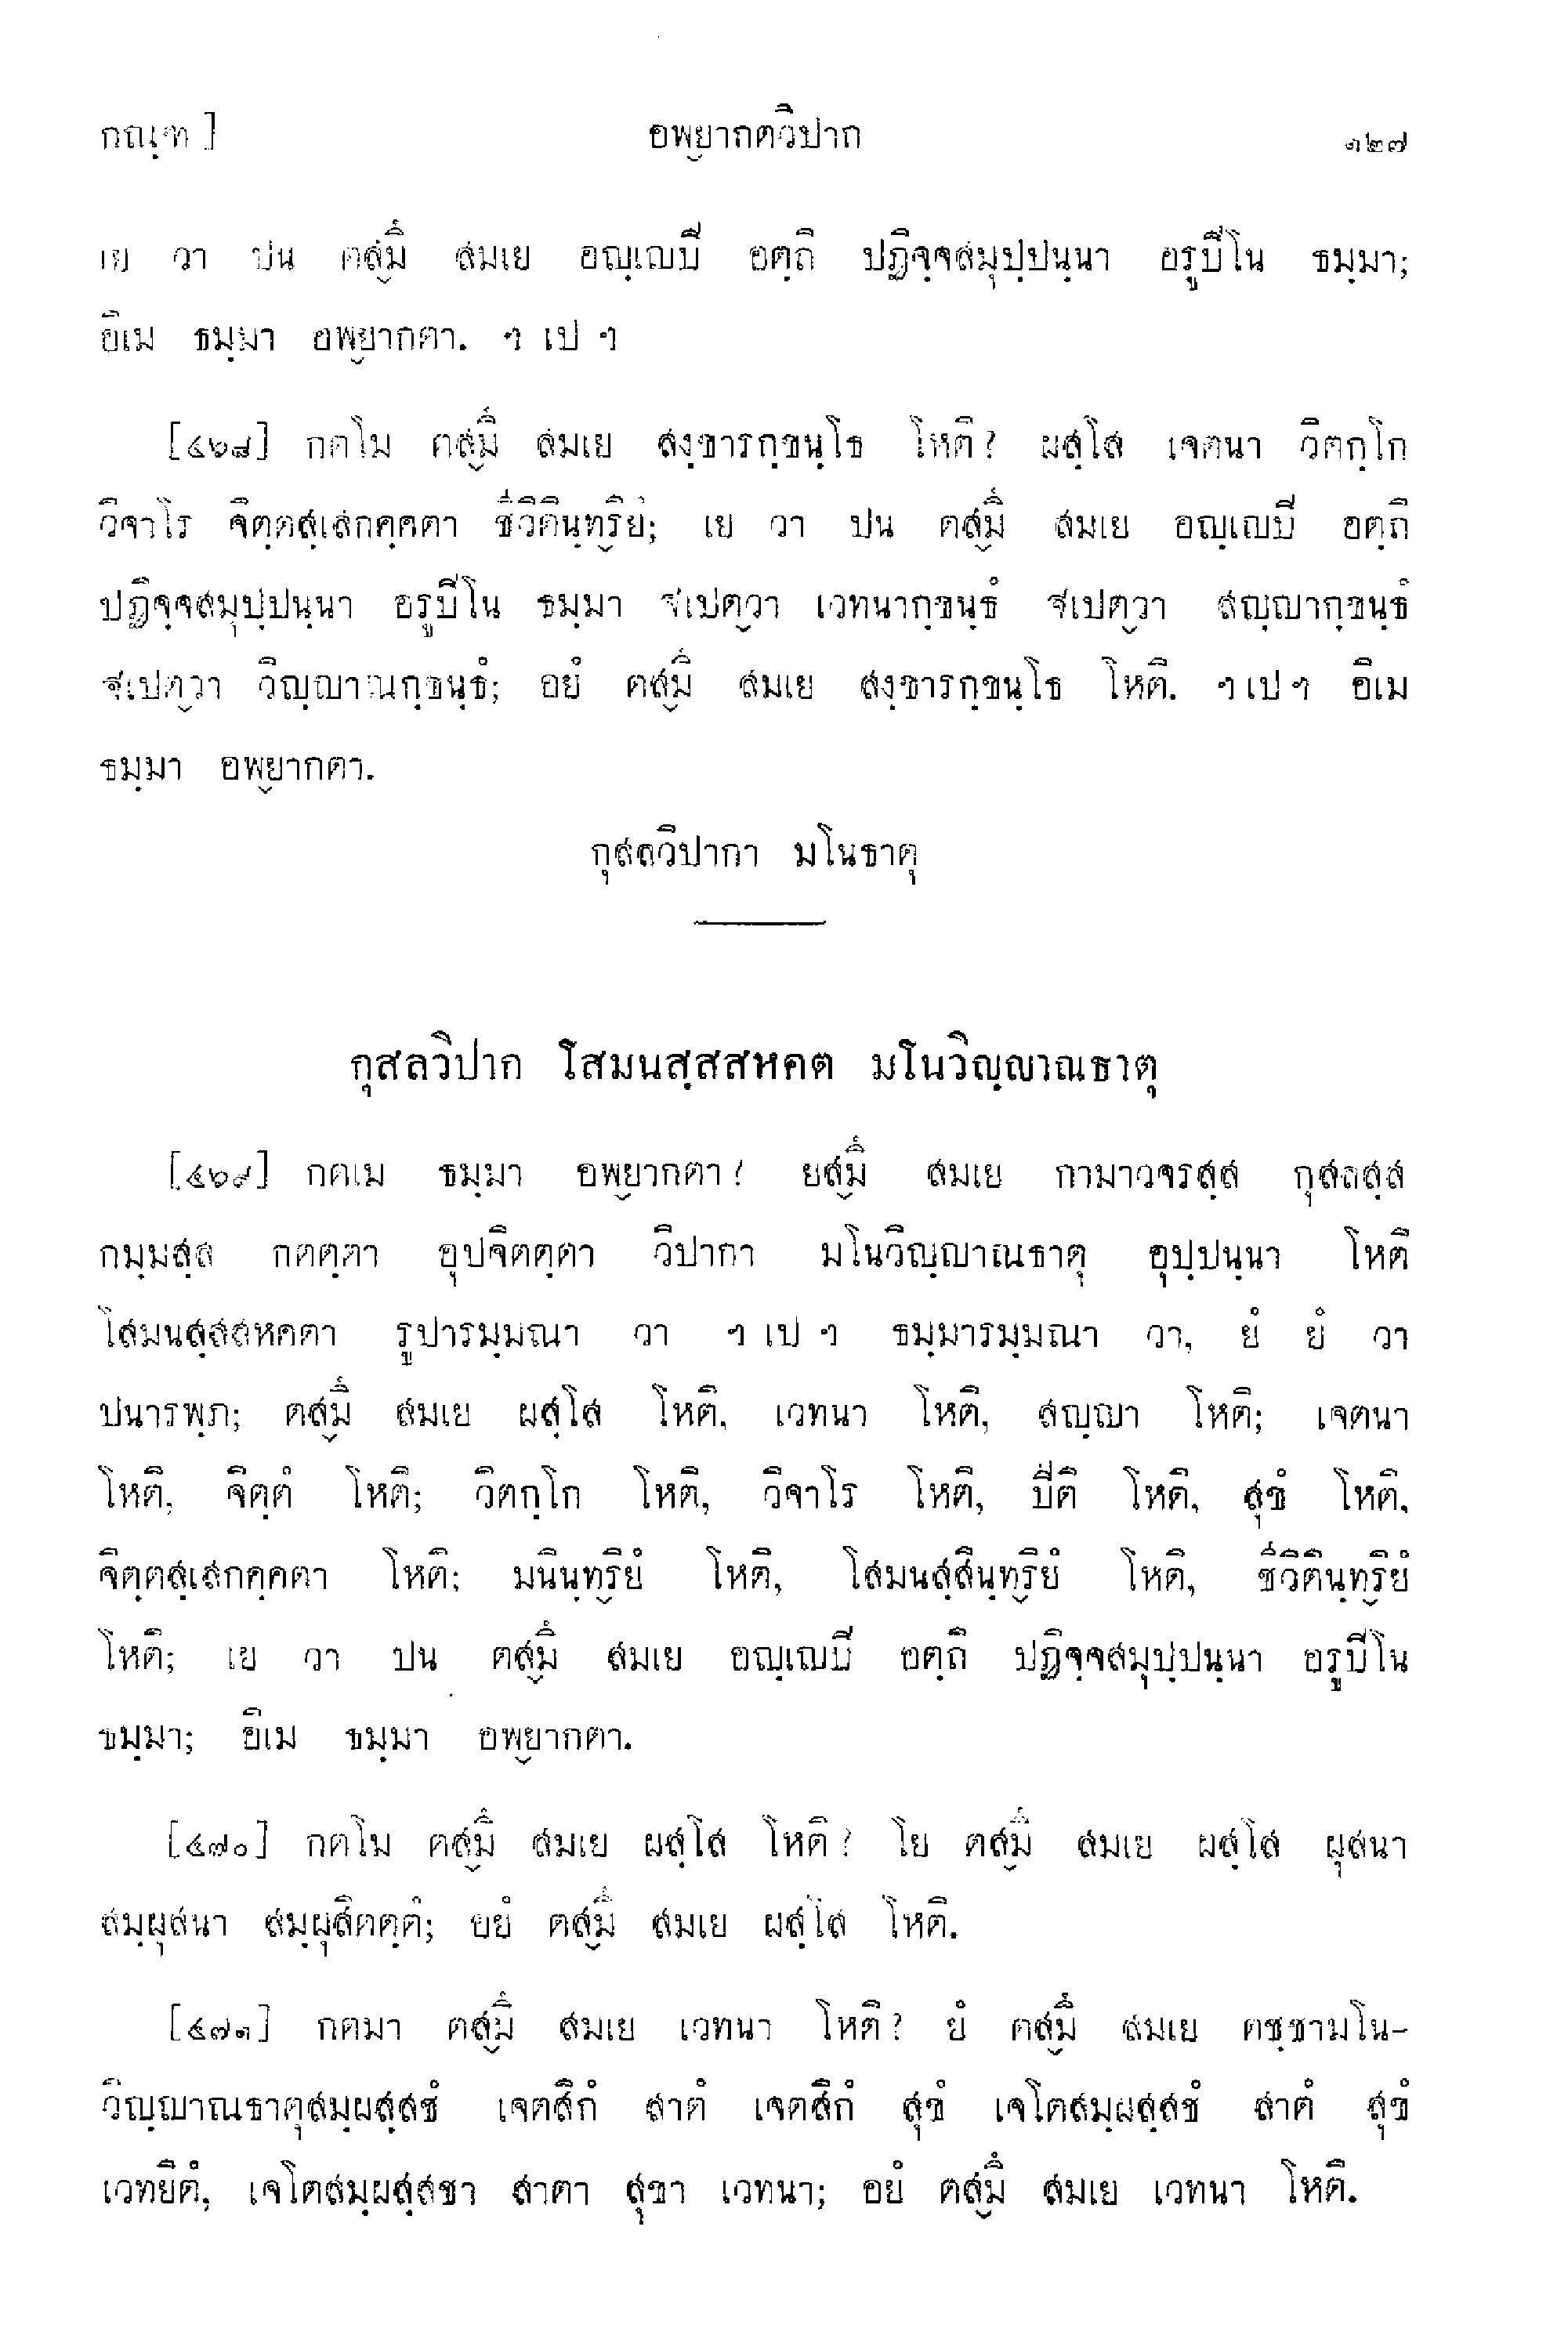 กณฺฑ ] อพฺยากตวิปาก ๑๒๗
เย วา ปน ตสฺมึ สมเย อญฺเญปิ อตฺถิ ปฏิจฺจสมุปฺปนฺนา อรูปิโน ธมฺมา;
อิเม ธมฺมา อพฺยากตา. ฯ เป ฯ
[๔๖๘] กตโม ตสฺมึ สมเย สงฺขารกฺขนฺโธ โหติ? ผสฺโส เจตนา วิตกฺโก
วิจาโร จิตฺตสฺเสกคฺคตา ชีวิตินฺทฺริยํ; เย วา ปน ตสฺมึ สมเย อญฺเญปิ อตฺถิ
ปฏิจฺจสมุปฺปนฺนา อรูปิโน ธมฺมา ฐเปตฺวา เวทนากฺขนฺธํ ฐเปตฺวา สญฺญากฺขนฺธํ
ฐเปตฺวา วิญฺญาณกฺขนฺธํ; อยํ ตสฺมึ สมเย สงฺขารกฺขนฺโธ โหติ. ฯ เป ฯ อิเม
ธมฺมา อพฺยากตา.
กุสลวิปากา มโนธาตุ
กุสลวิปาก โสมนสฺสสหคต มโนวิญฺญาณธาตุ
[๔๖๙] กตเม ธมฺมา อพฺยากตา? ยสฺมึ สมเย กามาวจรสฺส กุสลสฺส
กมฺมสฺส กตตฺตา อุปจิตตฺตา วิปากา มโนวิญฺญาณธาตุ อุปฺปนฺนา โหติ
โสมนสฺสสหคตา รูปารมฺมณา วา ฯ เป ฯ ธมฺมารมฺมณา วา, ยํ ยํ วา
ปนารพฺภ; ตสฺมึ สมเย ผสฺโส โหติ, เวทนา โหติ, สญฺญา โหติ; เจตนา
โหติ, จิตฺตํ โหติ; วิตกฺโก โหติ, วิจาโร โหติ, ปีติ โหติ, สุขํ โหติ,
จิตฺตสฺเสกคฺคตา โหติ; มนินฺทฺริยํ โหติ, โสมนสฺสินฺทฺริยํ โหติ, ชีวิตินฺทฺริยํ
โหติ; เย วา ปน ตสฺมึ สมเย อญฺเญปิ อตฺถิ ปฏิจฺจสมุปฺปนฺนา อรูปิโน
ธมฺมา; อิเม ธมฺมา อพฺยากตา.
[๔๗๐] กตโม ตสฺมึ สมเย ผสฺโส โหติ? โย ตสฺมึ สมเย ผสฺโส ผุสนา
สมฺผุสนา สมฺผุสิตตฺตํ; อยํ ตสฺมึ สมเย ผสฺโส โหติ.
[๔๗๑] กตมา ตสฺมึ สมเย เวทนา โหติ? ยํ ตสฺมึ สมเย ตชฺชามโน-
วิญฺญาณธาตุสมฺผสฺสชํ เจตสิกํ สาตํ เจตสิกํ สุขํ เจโตสมฺผสฺสชํ สาตํ สุขํ
เวทยิตํ, เจโตสมฺผสฺสชา สาตา สุขา เวทนา; อยํ ตสฺมึ สมเย เวทนา โหติ.